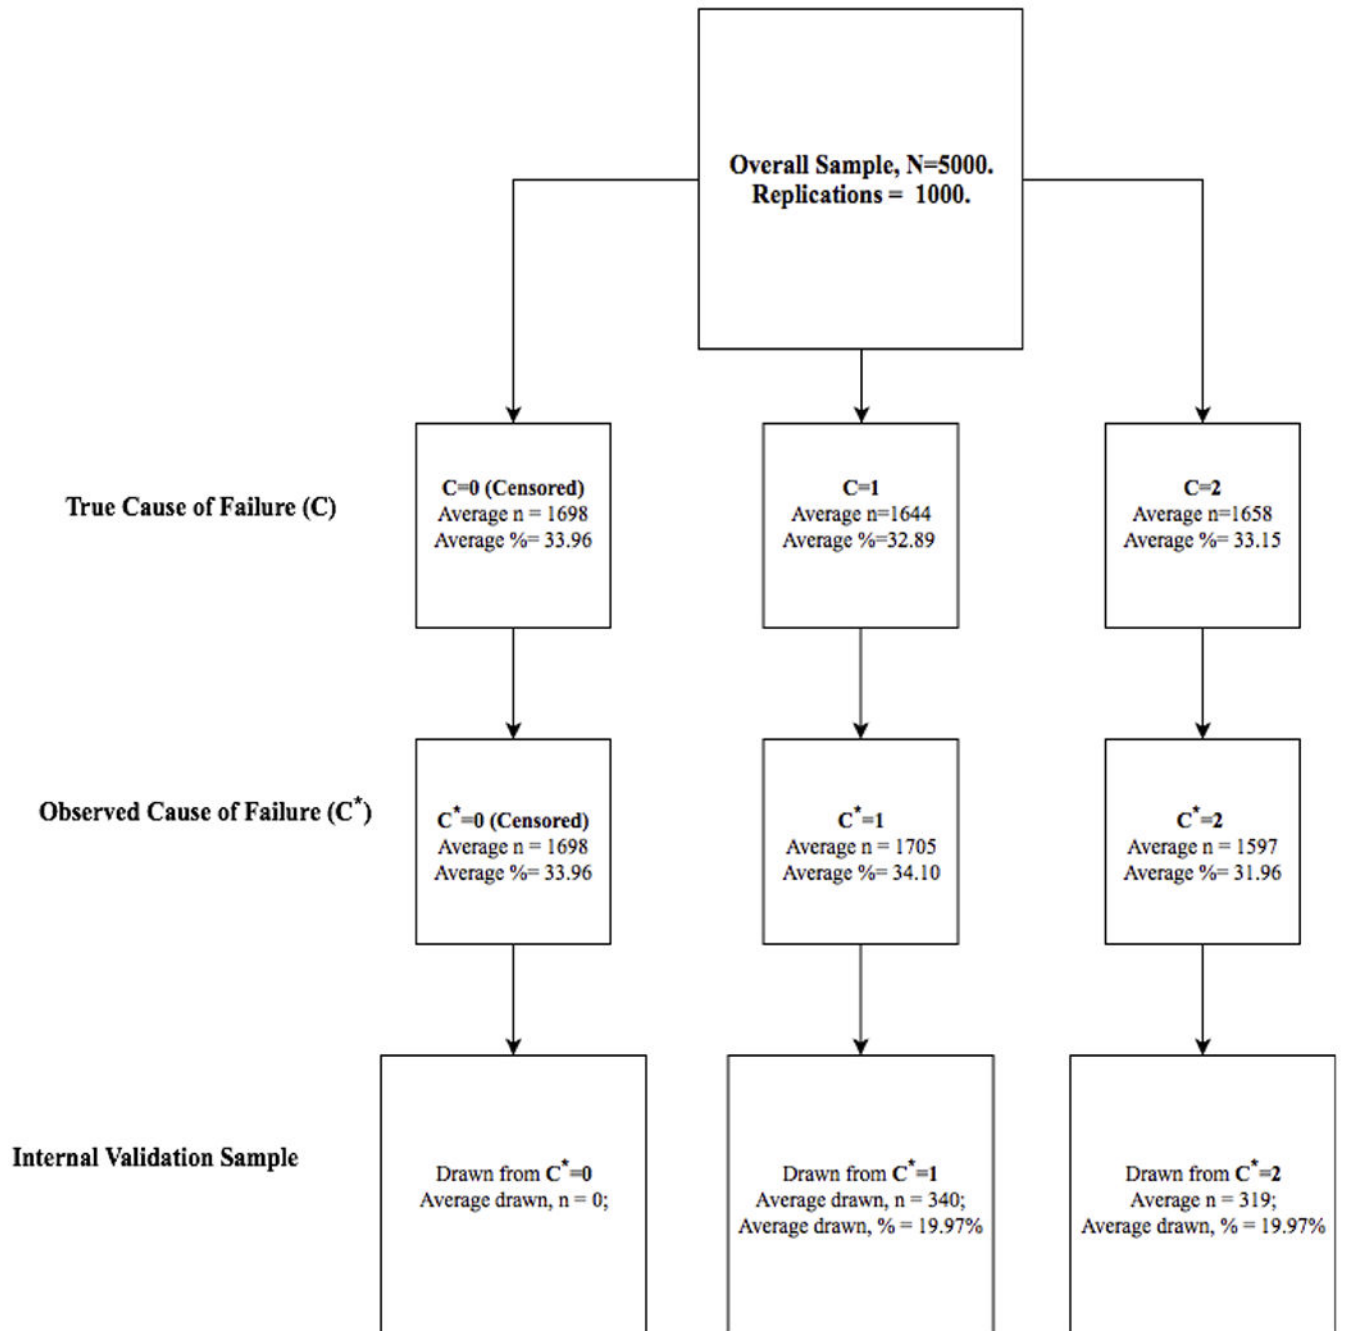 Overall Sample, N=5000.
Replications = 1000.
True Cause of Failure (C)
C=0 (Censored)
Average n = 1698
Average %= 33.96
C=1
Average n=1644
Average %=32.89
C=2
Average n=1658
Average %= 33.15
Observed Cause of Failure (C*)
C*=0 (Censored)
Average n = 1698
Average %= 33.96
C*=1
Average n = 1705
Average %= 34.10
C*=2
Average n = 1597
Average %= 31.96
Internal Validation Sample
Drawn from C*=0
Average drawn, n = 0;
Drawn from C*=1
Average drawn, n = 340;
Average drawn, % = 19.97%
Drawn from C*=2
Average n = 319;
Average drawn, % = 19.97%